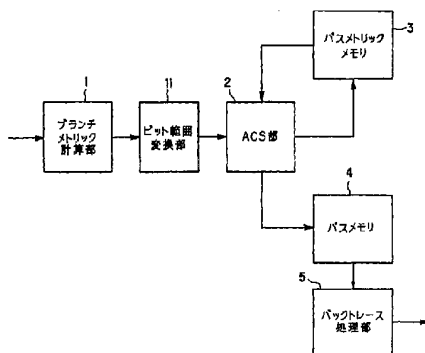 1
ブランチ
メトリック
計算部
11
ビット範囲
変換部
2
ACS部
パスメトリック
メモリ
3
4
パスメモリ
5
バックトレース
処理部